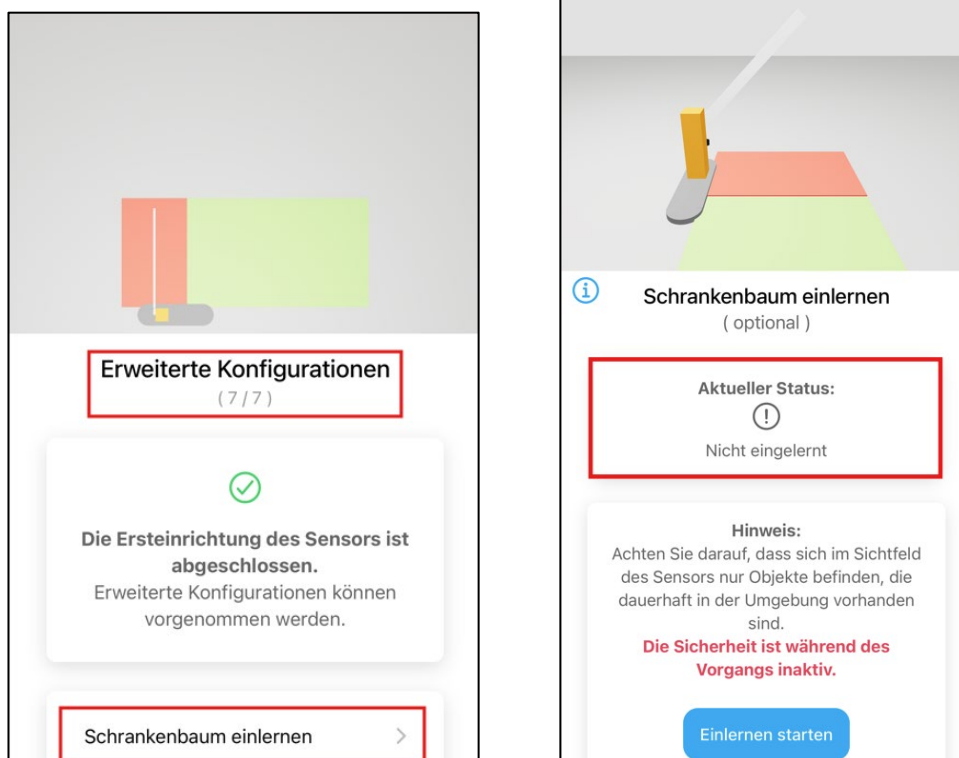 Erweiterte Konfigurationen
( 7 / 7 )
Die Ersteinrichtung des Sensors ist
abgeschlossen.
Erweiterte Konfigurationen können
vorgenommen werden.
Schrankenbaum einlernen
i
Schrankenbaum einlernen
( optional )
Aktueller Status:
Nicht eingelernt
Hinweis:
Achten Sie darauf, dass sich im Sichtfeld
des Sensors nur Objekte befinden, die
dauerhaft in der Umgebung vorhanden
sind.
Die Sicherheit ist während des
Vorgangs inaktiv.
Einlernen starten